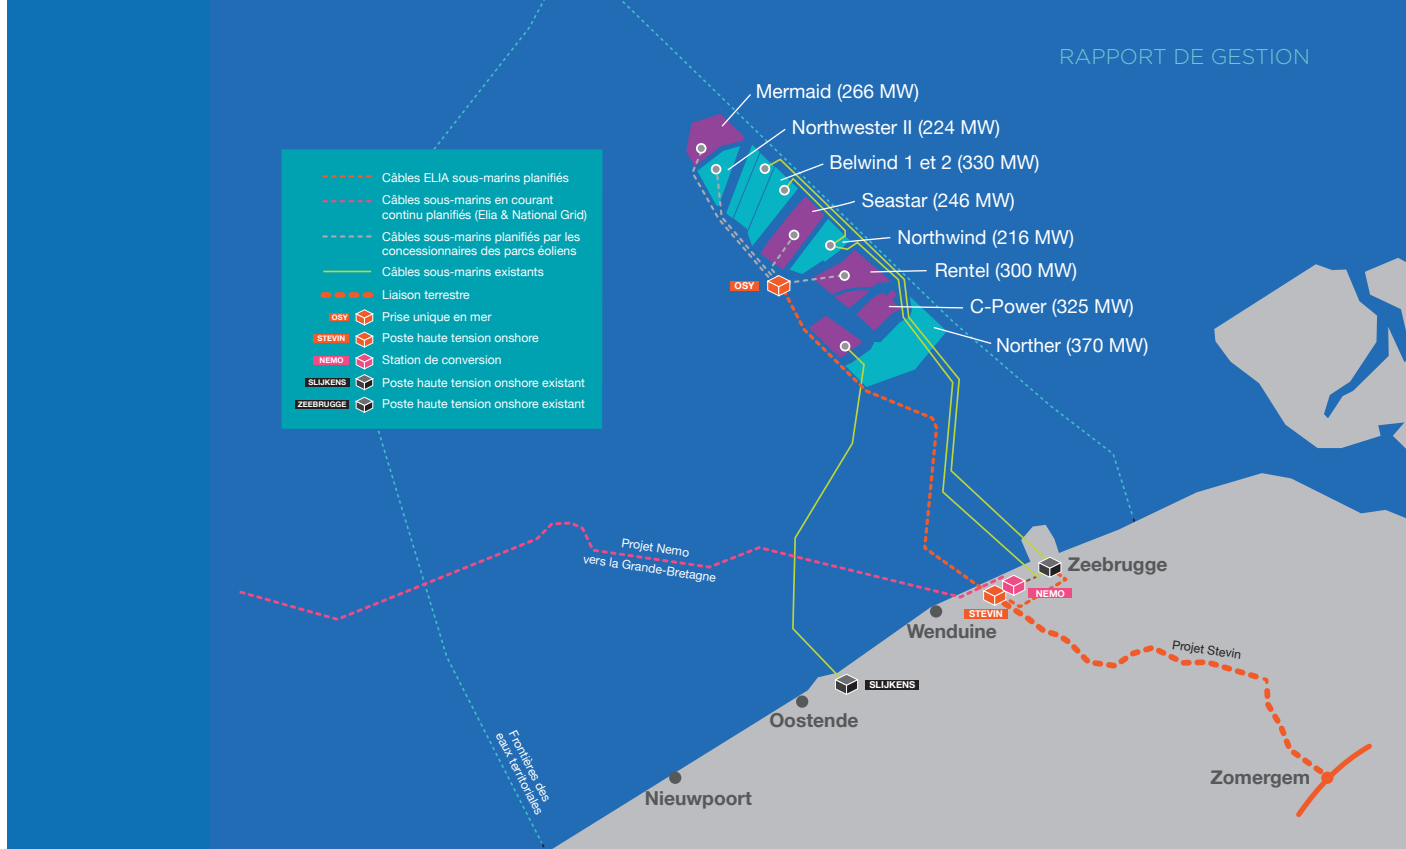 RAPPORT DE GESTION
Mermaid (266 MW)
Northwester II (224 MW)
Belwind 1 et 2 (330 MW)
Seastar (246 MW)
Northwind (216 MW)
Rentel (300 MW)
C-Power (325 MW)
Norther (370 MW)
OSY
Câbles ELIA sous-marins planifiés
Câbles sous-marins en courant
continu planifiés (Elia & National Grid)
Câbles sous-marins planifiés par les
concessionnaires des parcs éoliens
Câbles sous-marins existants
Liaison terrestre
OSY Prise unique en mer
STEVIN Poste haute tension onshore
NEMO Station de conversion
SLIJKENS Poste haute tension onshore existant
ZEEBRUGGE Poste haute tension onshore existant
Projet Nemo
vers la Grande-Bretagne
Zeebrugge
NEMO
STEVIN
Wenduine
Projet Stevin
SLIJKENS
Oostende
Frontières des
eaux territoriales
Zomergem
Nieuwpoort